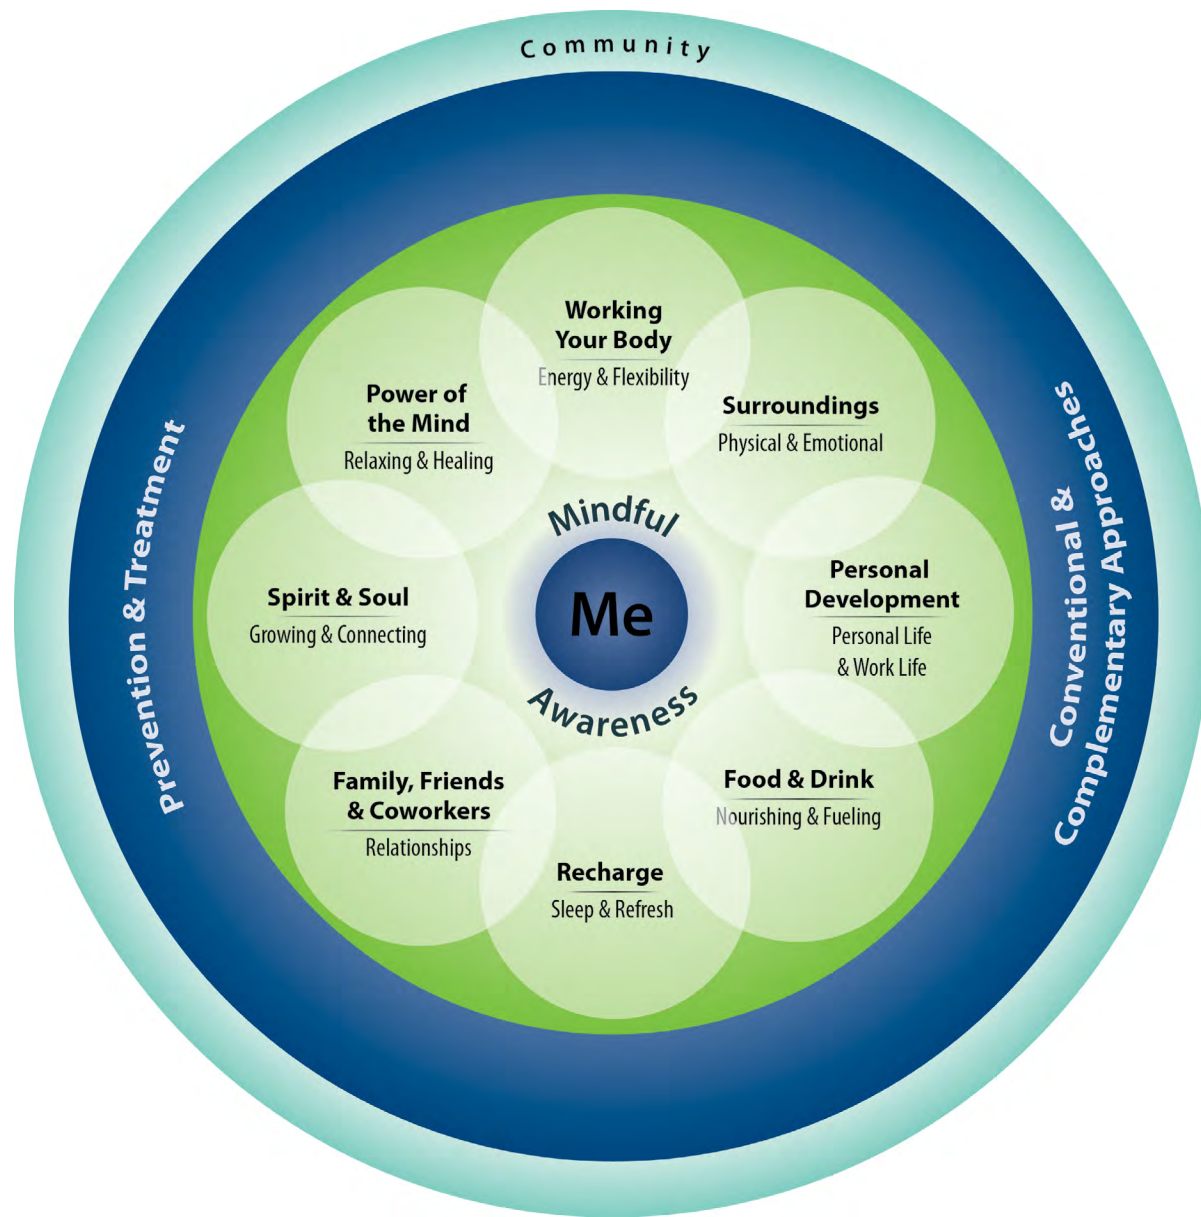 Community
Working
Your Body
Energy & Flexibility
Surroundings
Physical & Emotional
Personal
Development
Personal Life
& Work Life
Food & Drink
Nourishing & Fueling
Recharge
Sleep & Refresh
Family, Friends
& Coworkers
Relationships
Spirit & Soul
Growing & Connecting
Power of
the Mind
Relaxing & Healing
Mindful
Me
Awareness
Prevention & Treatment
Conventional &
Complementary Approaches